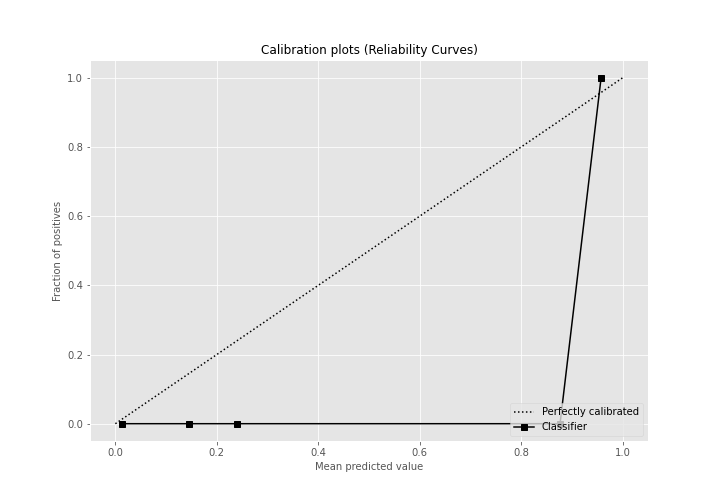 Calibration plots (Reliability Curves)
1.0
0.8
0.6
0.4
0.2
0.0
Fraction of positives
Perfectly calibrated
Classifier
0.0 0.2 0.4 0.6 0.8 1.0
Mean predicted value